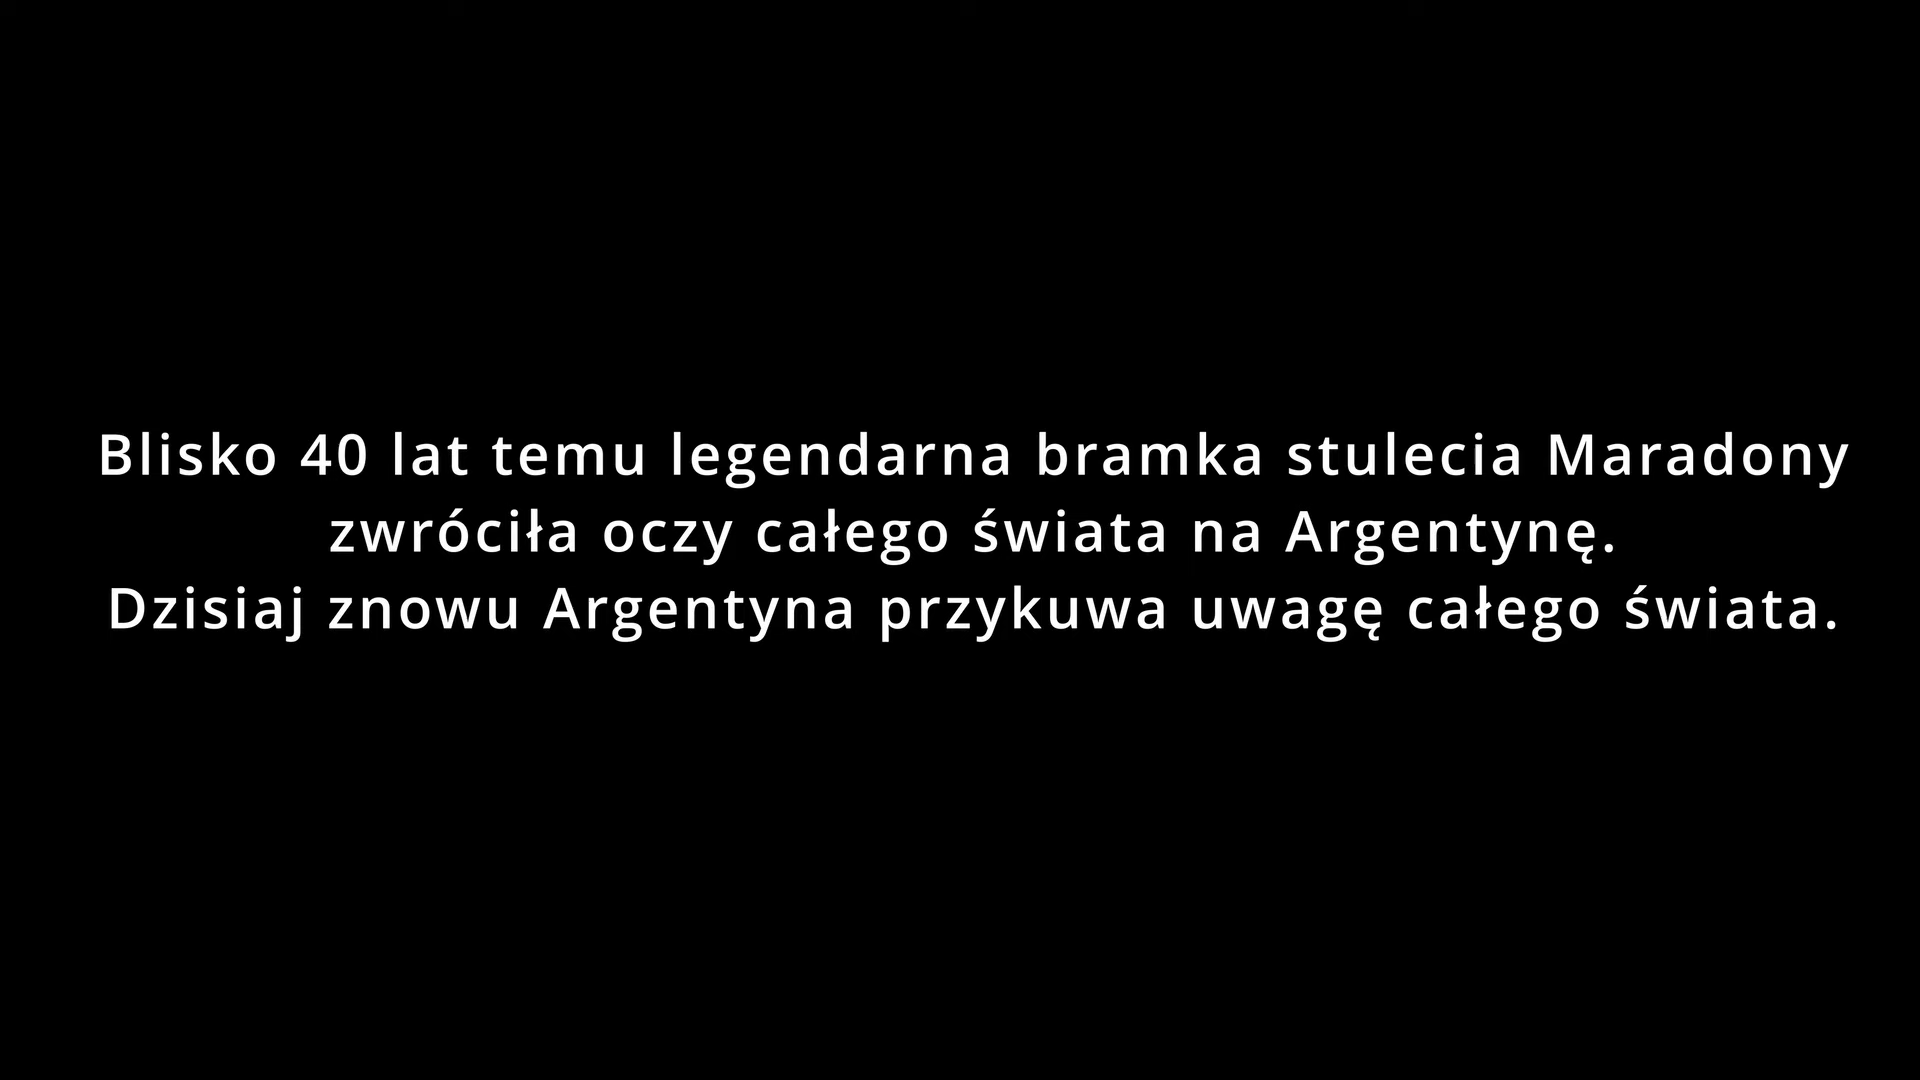 Blisko 40 lat temu legendarna bramka stulecia Maradony
zwróciła oczy całego świata na Argentynę.
Dzisiaj znowu Argentyna przykuwa uwagę całego świata.